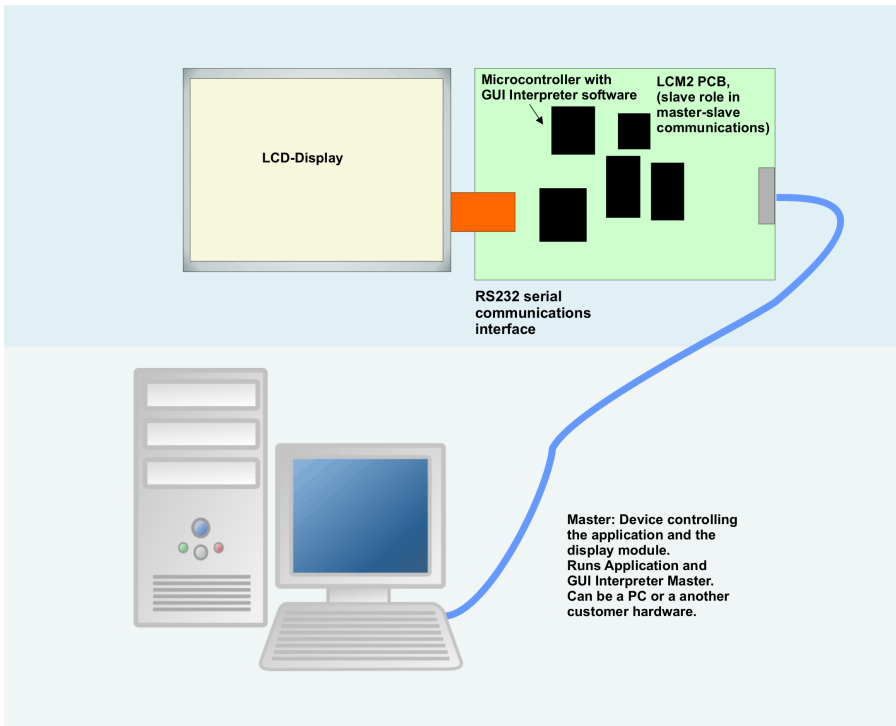 LCD-Display
Microcontroller with
GUI Interpreter software
LCM2 PCB,
(slave role in
master-slave
communications)
RS232 serial
communications
interface
Master: Device controlling
the application and the
display module.
Runs Application and
GUI Interpreter Master.
Can be a PC or a another
customer hardware.